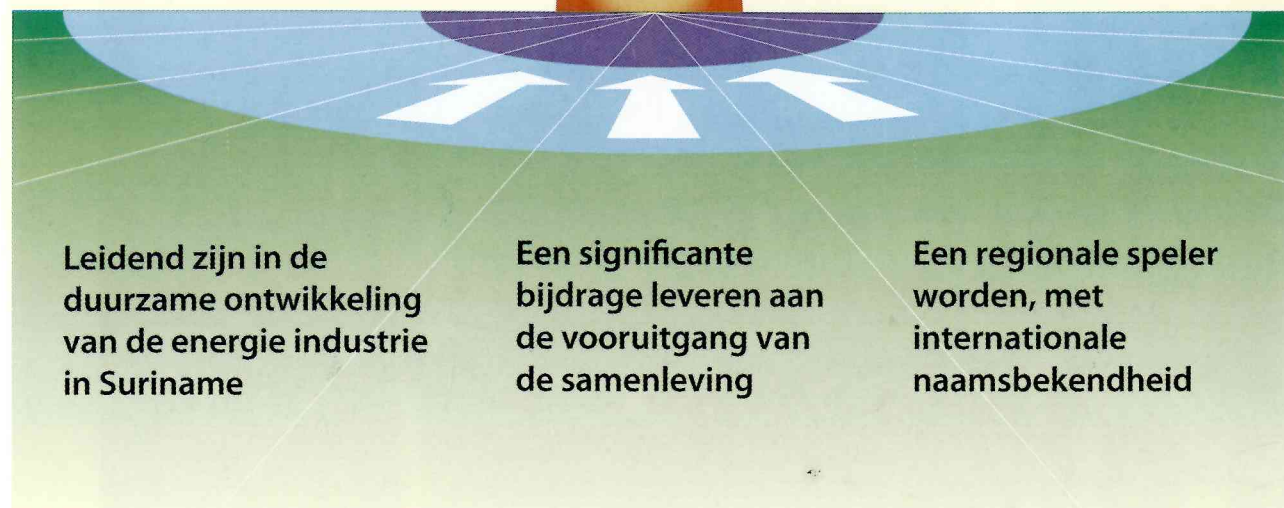 Leidend zijn in de
duurzame ontwikkeling
van de energie industrie
in Suriname
Een significante
bijdrage leveren aan
de vooruitgang van
de samenleving
Een regionale speler
worden, met
internationale
naamsbekendheid